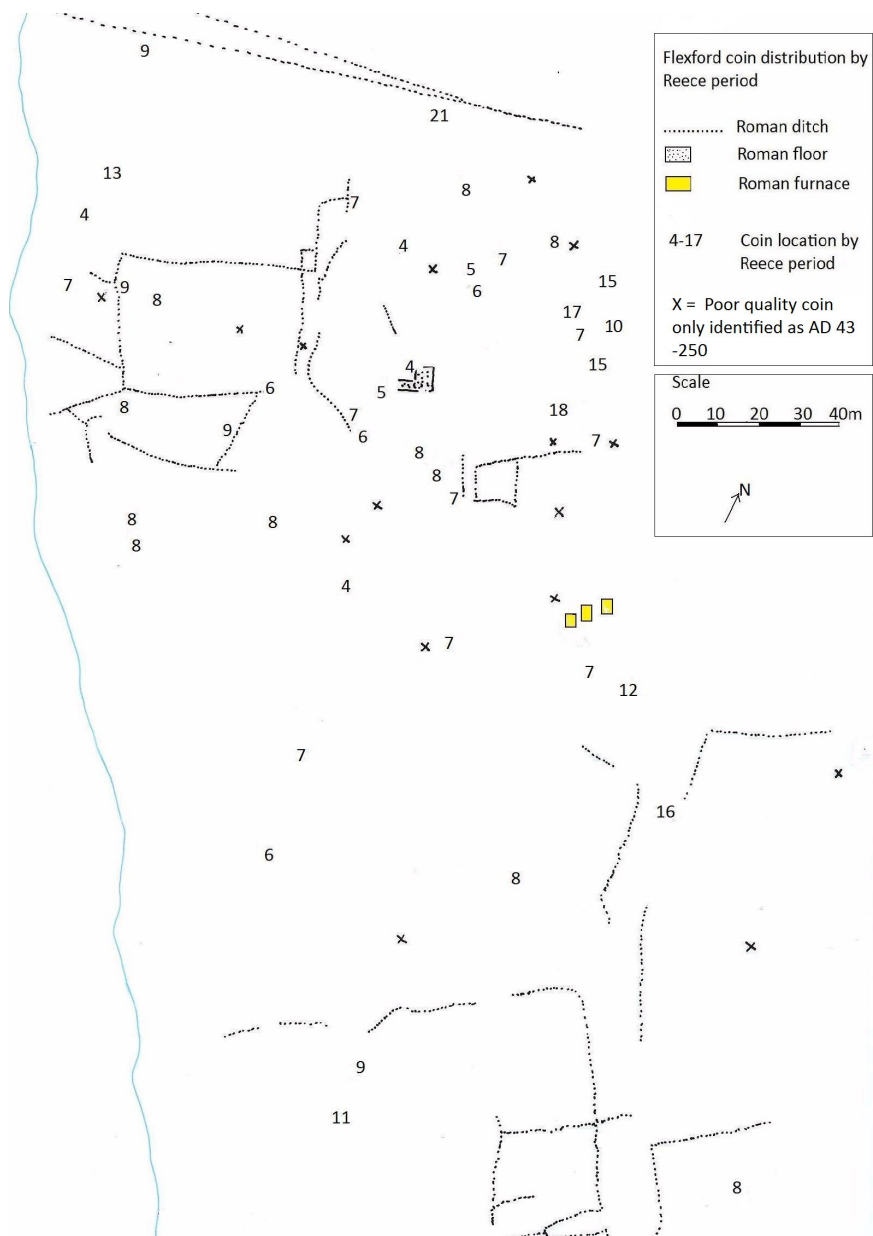 Flexford coin distribution by
Reece period
Roman ditch
Roman floor
Roman furnace
4-17 Coin location by
Reece period
X = Poor quality coin
only identified as AD 43
-250
Scale
0 10 20 30 40m
N
9
21
13
8
x
7
4
4
8
x
7
5
x
7
9
6
15
x
8
17
10
x
7
x
4
15
6
5
8
18
7
9
6
x
7
x
8
8
7
x
x
8
8
8
x
4
x
7
x
7
12
7
x
16
6
8
x
x
9
11
8